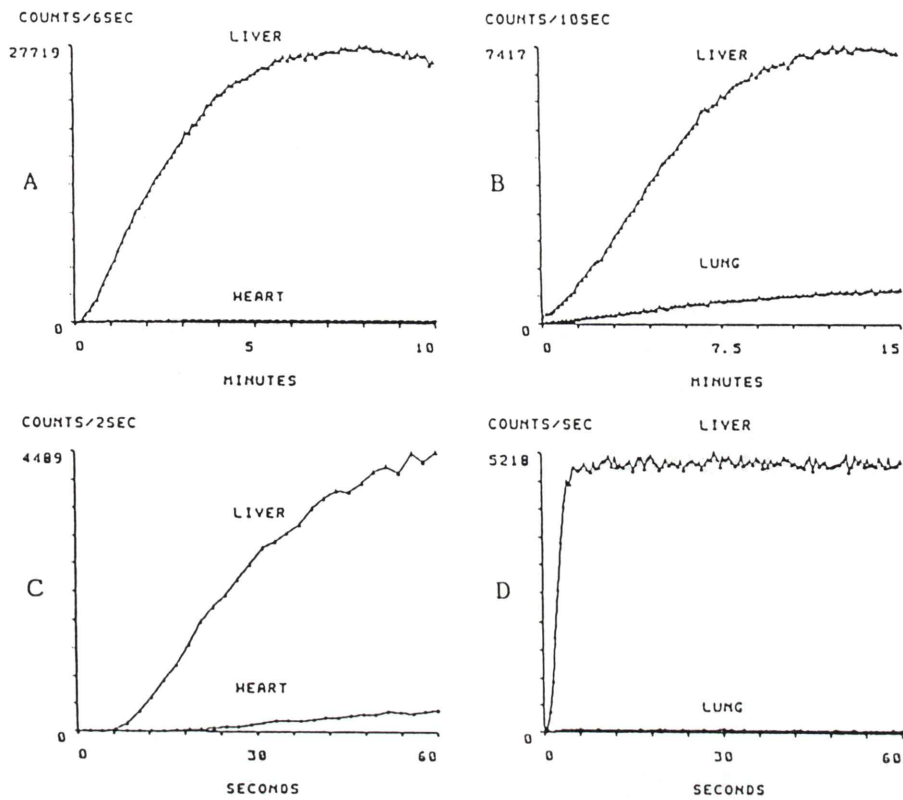 COUNTS/6SEC
27719
LIVER
A
HEART
0
0 5 10
MINUTES
COUNTS/10SEC
7417
LIVER
B
LUNG
0
0 7.5 15
MINUTES
COUNTS/2SEC
4489
LIVER
C
HEART
0
0 30 60
SECONDS
COUNTS/SEC
LIVER
5218
D
LUNG
0
0 30 60
SECONDS